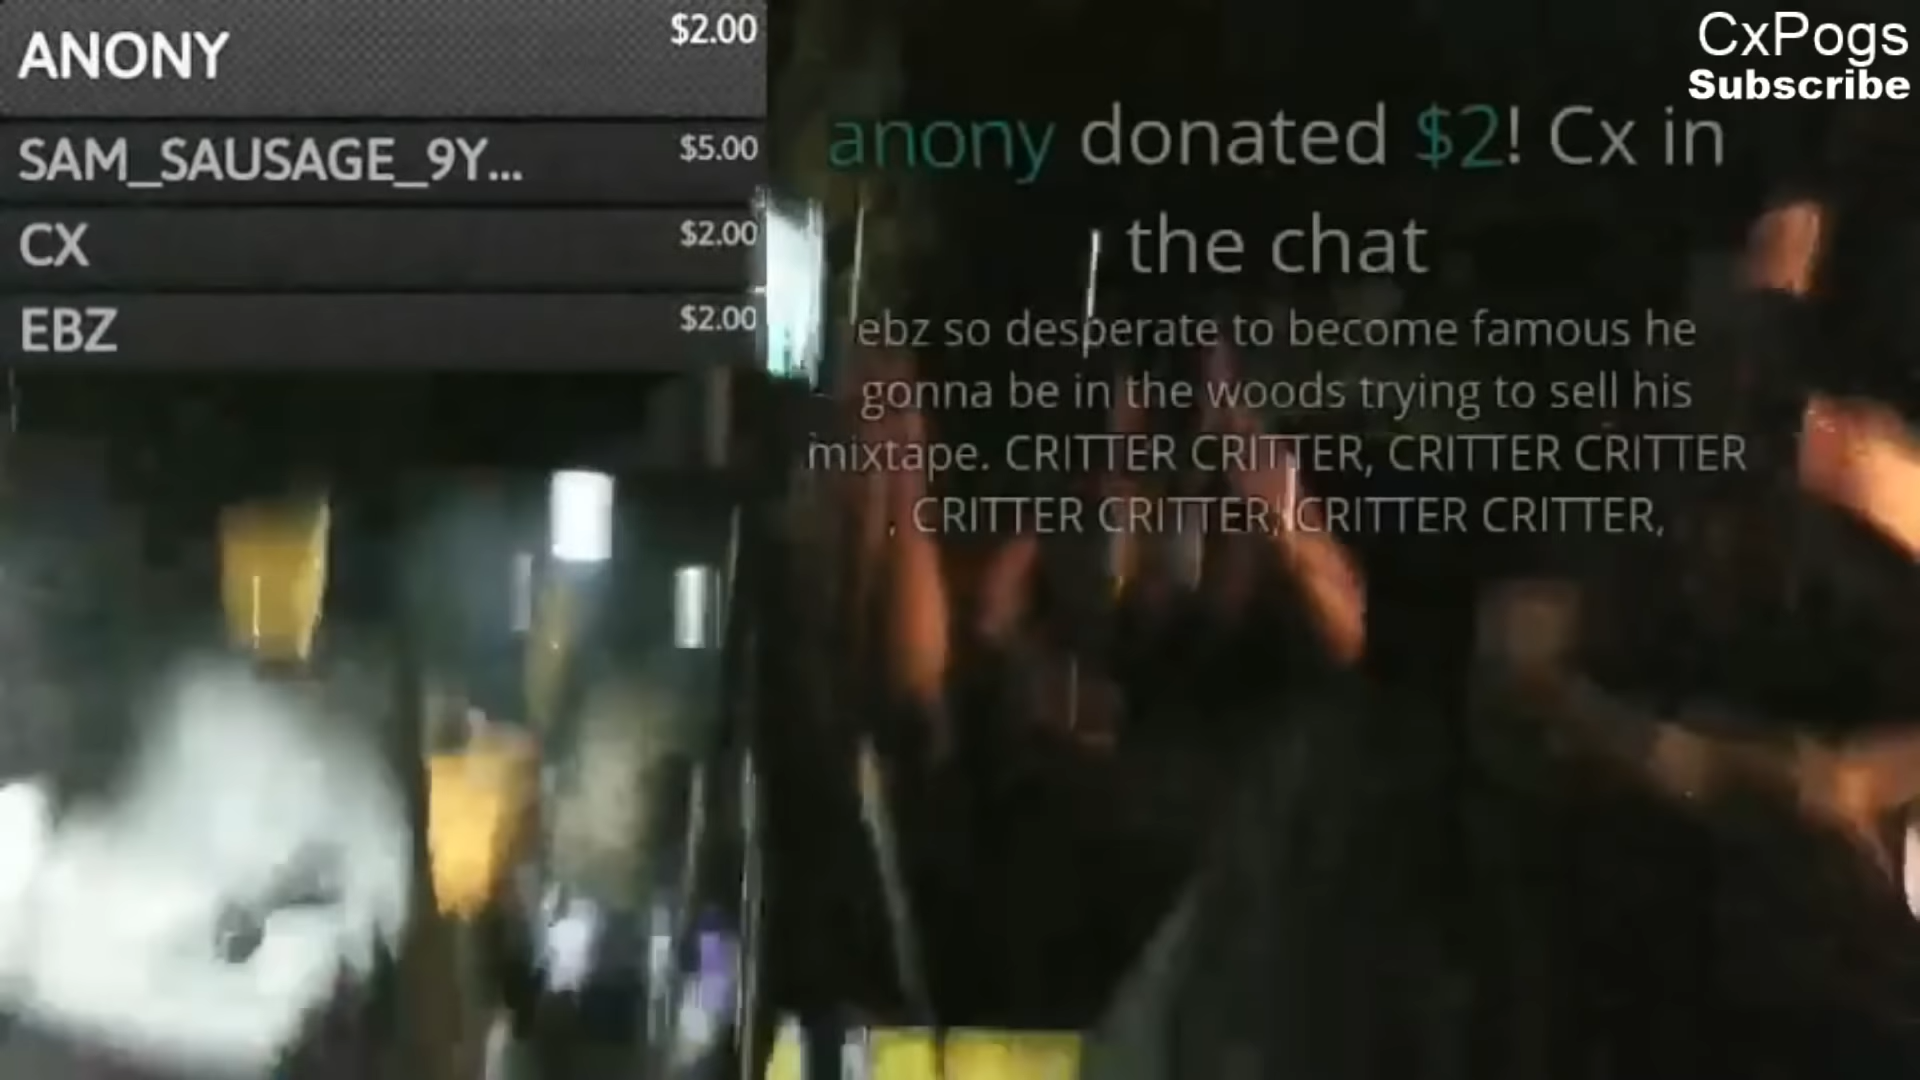 ANONY $2.00
SAM_SAUSAGE_9Y... $5.00
CX $2.00
EBZ $2.00
CxPogs
Subscribe
anony donated $2! Cx in
the chat
ebz so desperate to become famous he
gonna be in the woods trying to sell his
mixtape. CRITTER CRITTER, CRITTER CRITTER
, CRITTER CRITTER, CRITTER CRITTER,